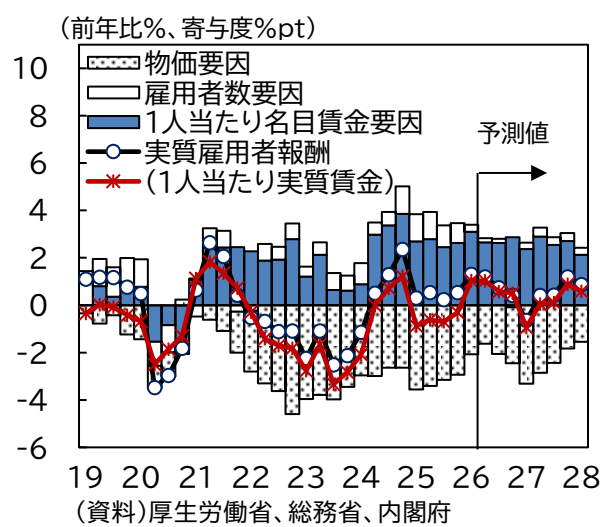 (前年比%、寄与度%pt)
10
8
6
4
2
0
-2
-4
-6
物価要因
雇用者数要因
1人当たり名目賃金要因
実質雇用者報酬
(1人当たり実質賃金)
予測値
19 20 21 22 23 24 25 26 27 28
(資料)厚生労働省、総務省、内閣府